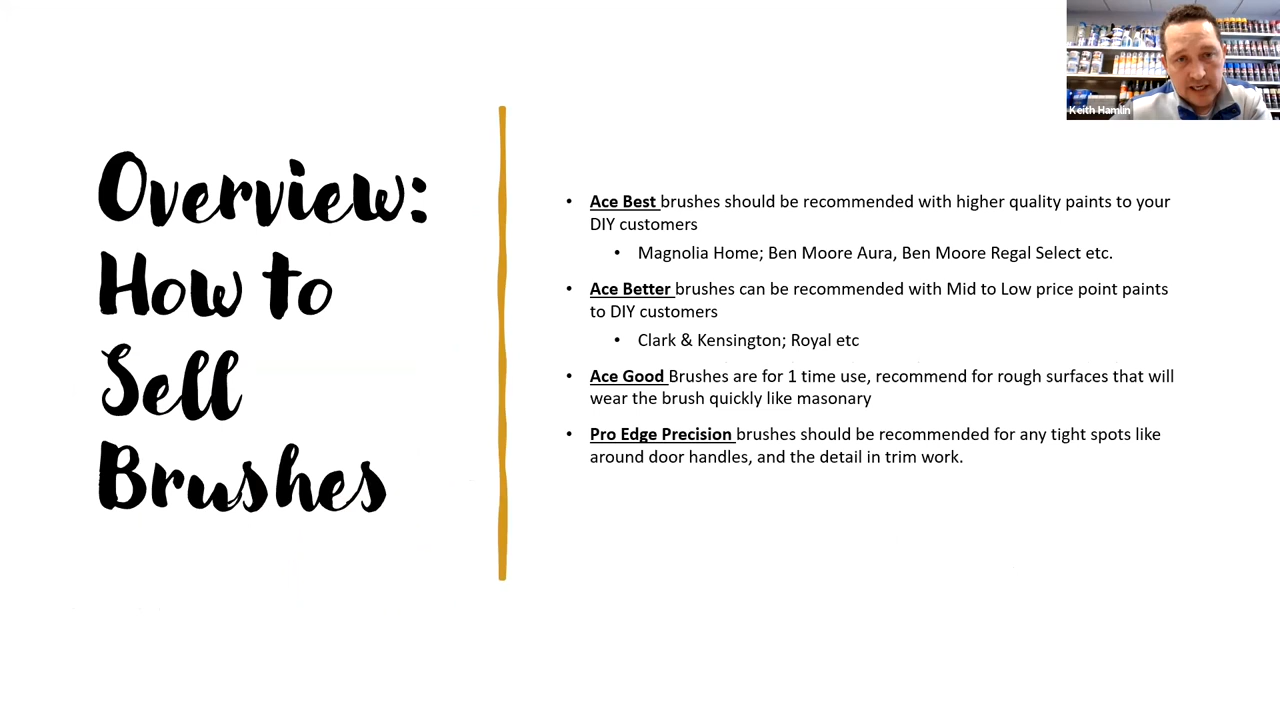 Keith Hamlin
Overview:
How to
Sell
Brushes
• Ace Best brushes should be recommended with higher quality paints to your
DIY customers
• Magnolia Home; Ben Moore Aura, Ben Moore Regal Select etc.
• Ace Better brushes can be recommended with Mid to Low price point paints
to DIY customers
• Clark & Kensington; Royal etc
• Ace Good Brushes are for 1 time use, recommend for rough surfaces that will
wear the brush quickly like masonary
• Pro Edge Precision brushes should be recommended for any tight spots like
around door handles, and the detail in trim work.